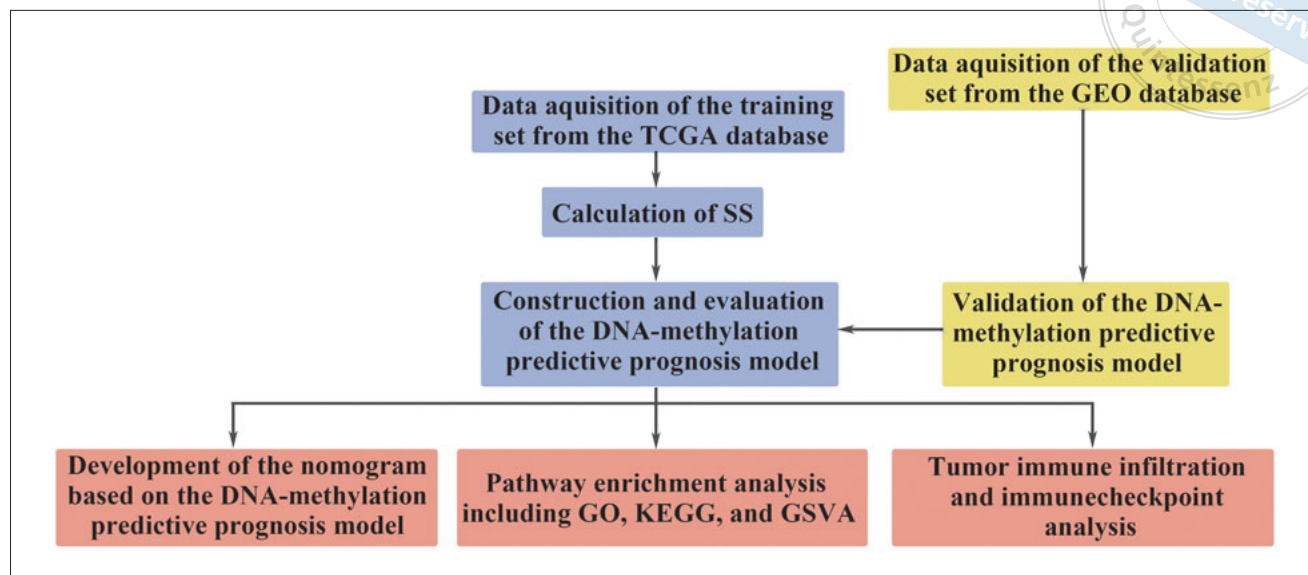 Data aquisition of the training
set from the TCGA database
Data aquisition of the validation
set from the GEO database
Calculation of SS
Construction and evaluation
of the DNA-methylation
predictive prognosis model
Validation of the DNA-
methylation predictive
prognosis model
Development of the nomogram
based on the DNA-methylation
predictive prognosis model
Pathway enrichment analysis
including GO, KEGG, and GSVA
Tumor immune infiltration
and immunecheckpoint
analysis
Quintessenz